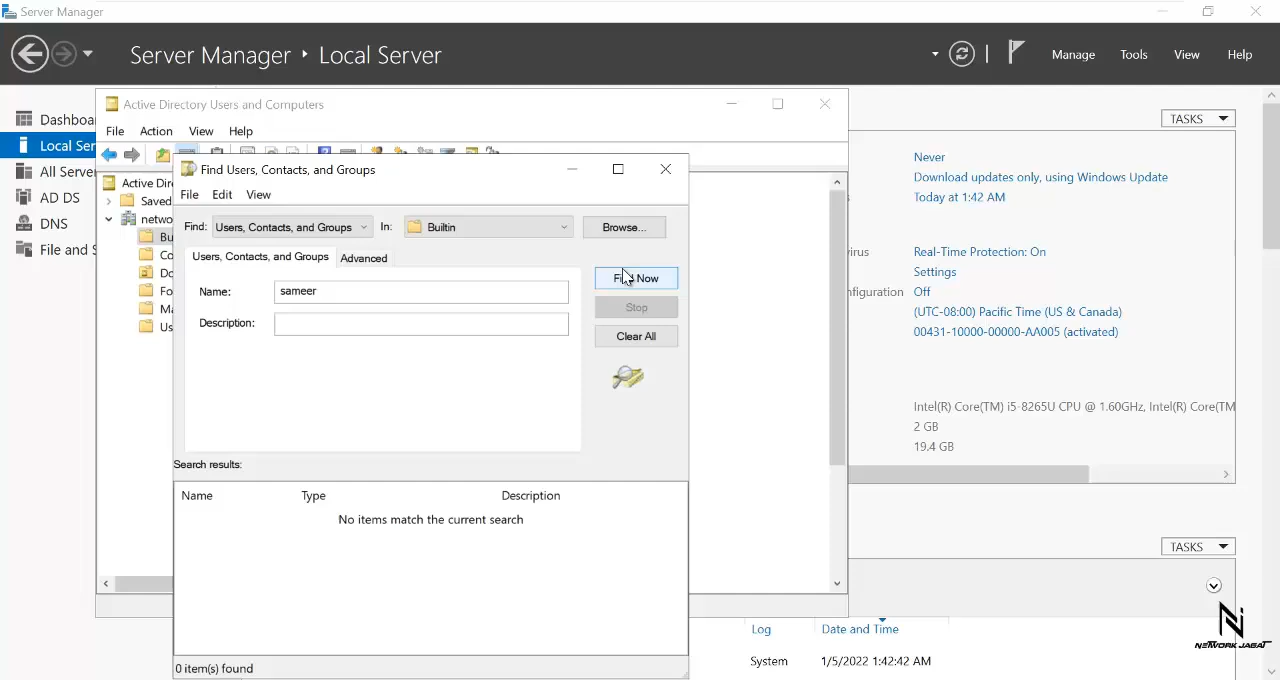 Server Manager
Server Manager • Local Server
Manage Tools View Help
Dashboa
Local Ser
All Server
AD DS
DNS
File and S
Active Directory Users and Computers
File Action View Help
Active Dire
Saved
netwo
Bu
Co
Do
Fo
Ma
Us
Find Users, Contacts, and Groups
File Edit View
Find: Users, Contacts, and Groups In: Builtin Browse...
Users, Contacts, and Groups Advanced
Name: sameer
Description:
Find Now
Stop
Clear All
Search results:
Name Type Description
No items match the current search
0 item(s) found
TASKS
Never
Download updates only, using Windows Update
Today at 1:42 AM
virus Real-Time Protection: On
Settings
nfiguration Off
(UTC-08:00) Pacific Time (US & Canada)
00431-10000-00000-AA005 (activated)
Intel(R) Core(TM) i5-8265U CPU @ 1.60GHz, Intel(R) Core(TM
2 GB
19.4 GB
TASKS
Log Date and Time
System 1/5/2022 1:42:42 AM
NETWORK JAGAT